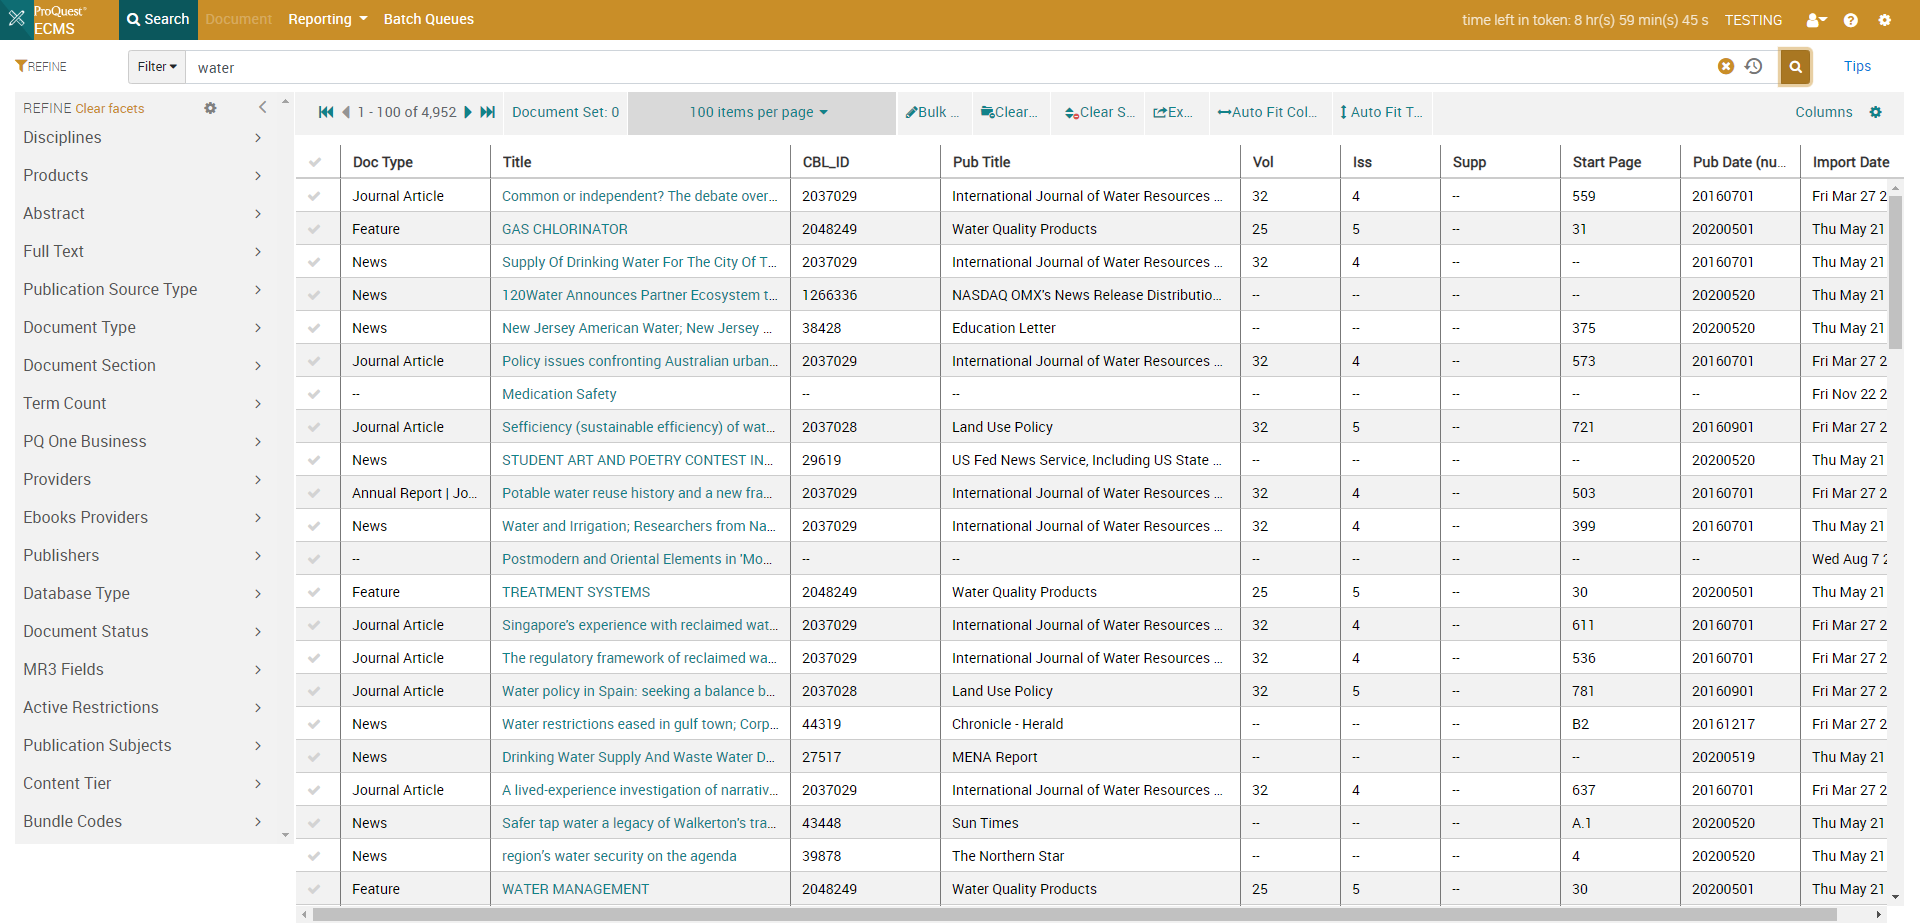 ProQuest® ECMS Search Document Reporting Batch Queues time left in token: 8 hr(s) 59 min(s) 45 s TESTING
REFINE Filter water Tips
REFINE Clear facets
Disciplines
Products
Abstract
Full Text
Publication Source Type
Document Type
Document Section
Term Count
PQ One Business
Providers
Ebooks Providers
Publishers
Database Type
Document Status
MR3 Fields
Active Restrictions
Publication Subjects
Content Tier
Bundle Codes
1 - 100 of 4,952 Document Set: 0 100 items per page Bulk ... Clear... Clear S... Ex... Auto Fit Col... Auto Fit T... Columns
Doc Type Title CBL_ID Pub Title Vol Iss Supp Start Page Pub Date (nu... Import Date
Journal Article Common or independent? The debate over... 2037029 International Journal of Water Resources ... 32 4 -- 559 20160701 Fri Mar 27 2
Feature GAS CHLORINATOR 2048249 Water Quality Products 25 5 -- 31 20200501 Thu May 21
News Supply Of Drinking Water For The City Of T... 2037029 International Journal of Water Resources ... 32 4 -- -- 20160701 Thu May 21
News 120Water Announces Partner Ecosystem t... 1266336 NASDAQ OMX's News Release Distributio... -- -- -- -- 20200520 Thu May 21
News New Jersey American Water; New Jersey ... 38428 Education Letter -- -- -- 375 20200520 Thu May 21
Journal Article Policy issues confronting Australian urban... 2037029 International Journal of Water Resources ... 32 4 -- 573 20160701 Fri Mar 27 2
-- Medication Safety -- -- -- -- -- -- -- Fri Nov 22 2
Journal Article Sefficiency (sustainable efficiency) of wat... 2037028 Land Use Policy 32 5 -- 721 20160901 Fri Mar 27 2
News STUDENT ART AND POETRY CONTEST IN... 29619 US Fed News Service, Including US State ... -- -- -- -- 20200520 Thu May 21
Annual Report | Jo... Potable water reuse history and a new fra... 2037029 International Journal of Water Resources ... 32 4 -- 503 20160701 Fri Mar 27 2
News Water and Irrigation; Researchers from Na... 2037029 International Journal of Water Resources ... 32 4 -- 399 20160701 Thu May 21
-- Postmodern and Oriental Elements in 'Mo... -- -- -- -- -- -- -- Wed Aug 7 2
Feature TREATMENT SYSTEMS 2048249 Water Quality Products 25 5 -- 30 20200501 Thu May 21
Journal Article Singapore's experience with reclaimed wat... 2037029 International Journal of Water Resources ... 32 4 -- 611 20160701 Fri Mar 27 2
Journal Article The regulatory framework of reclaimed wa... 2037029 International Journal of Water Resources ... 32 4 -- 536 20160701 Fri Mar 27 2
Journal Article Water policy in Spain: seeking a balance b... 2037028 Land Use Policy 32 5 -- 781 20160901 Fri Mar 27 2
News Water restrictions eased in gulf town; Corp... 44319 Chronicle - Herald -- -- -- B2 20161217 Fri Mar 27 2
News Drinking Water Supply And Waste Water D... 27517 MENA Report -- -- -- -- 20200519 Thu May 21
Journal Article A lived-experience investigation of narrativ... 2037029 International Journal of Water Resources ... 32 4 -- 637 20160701 Fri Mar 27 2
News Safer tap water a legacy of Walkerton's tra... 43448 Sun Times -- -- -- A.1 20200520 Thu May 21
News region's water security on the agenda 39878 The Northern Star -- -- -- 4 20200520 Thu May 21
Feature WATER MANAGEMENT 2048249 Water Quality Products 25 5 -- 30 20200501 Thu May 21